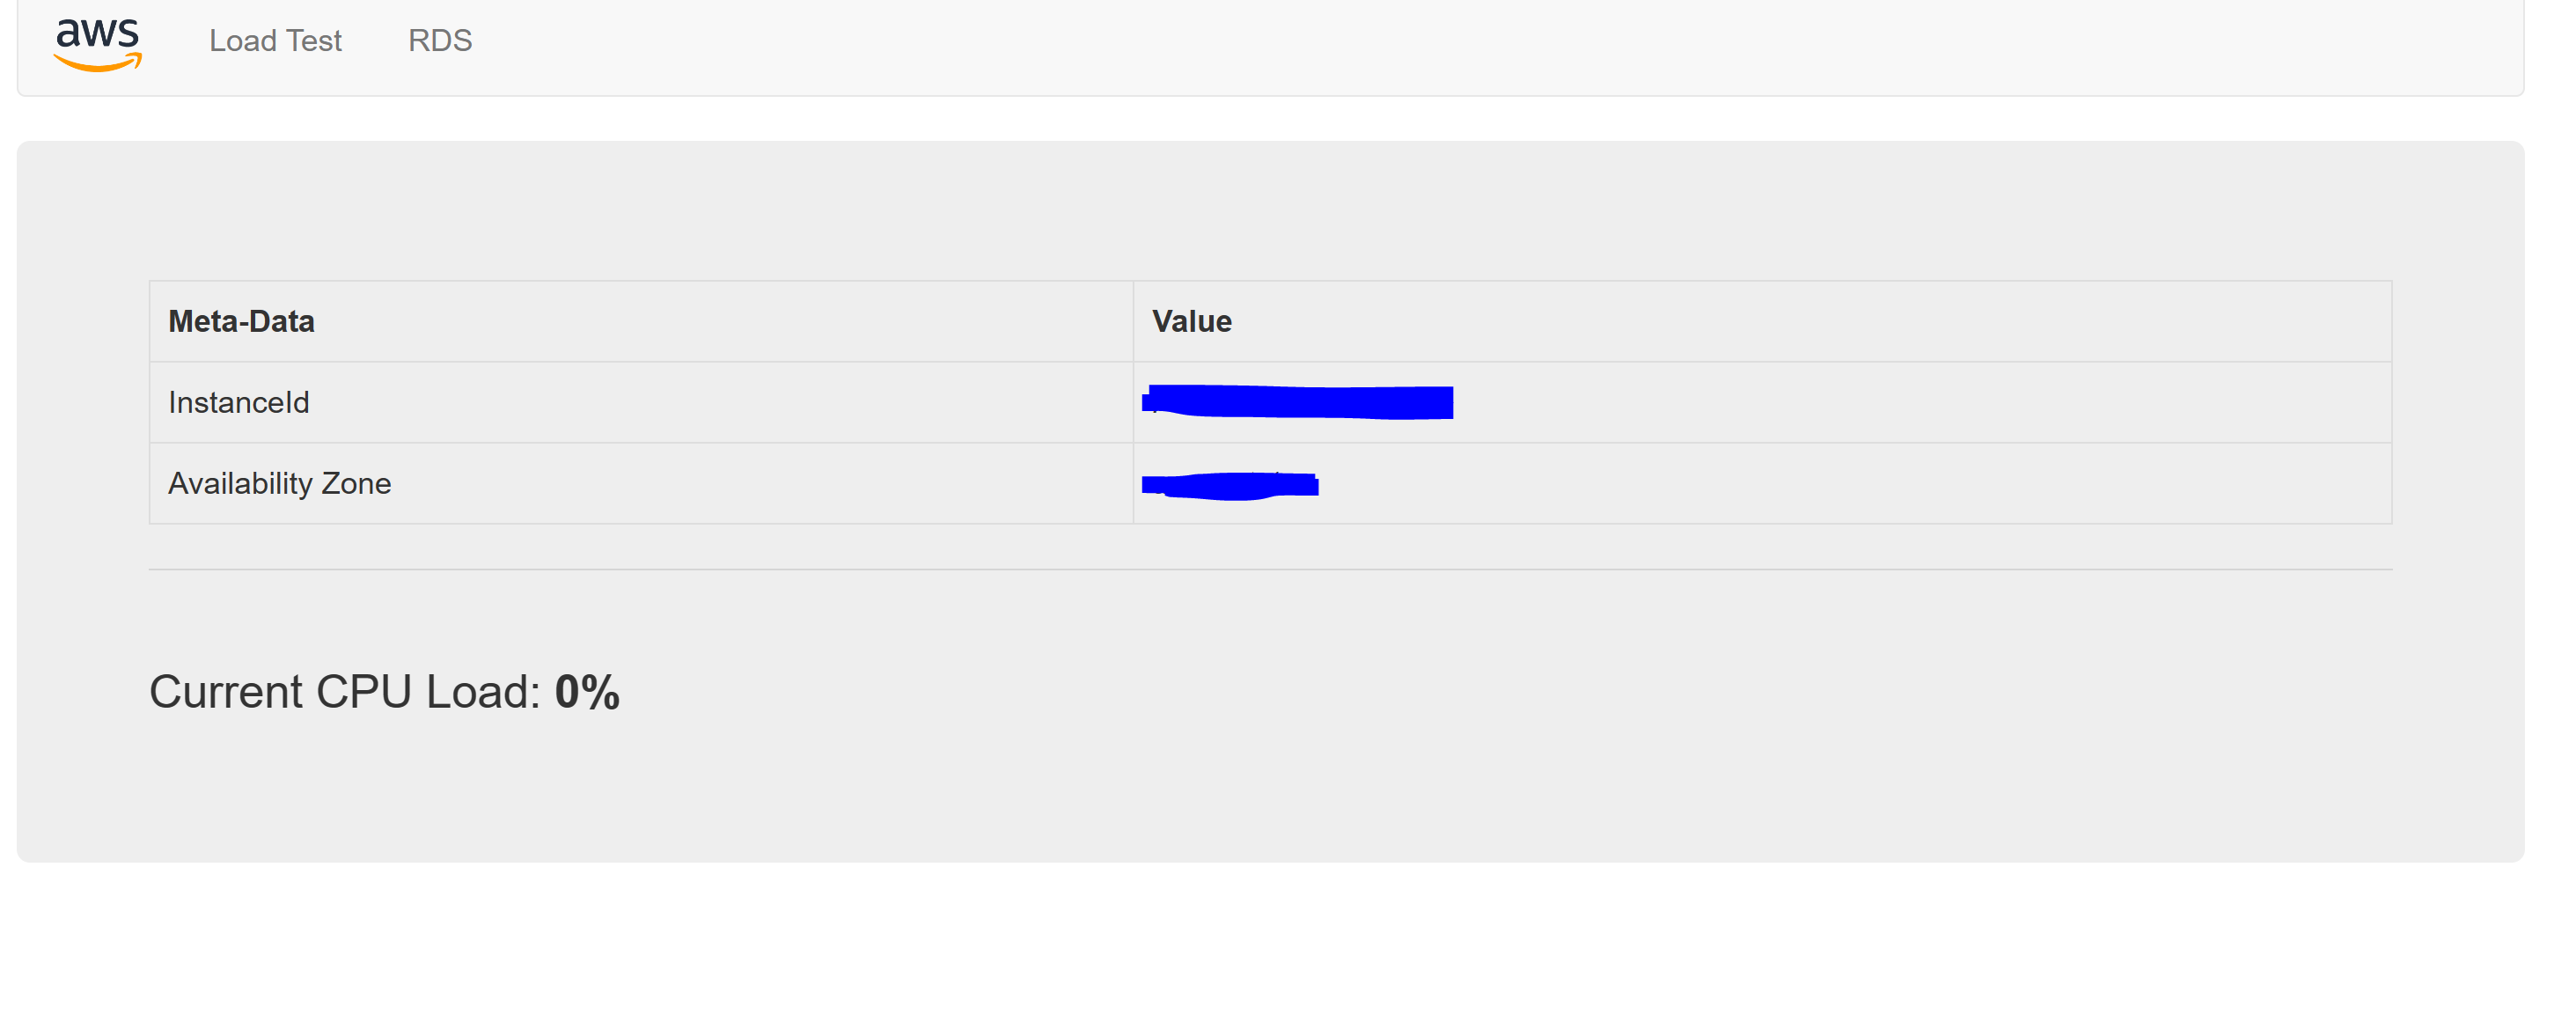 aws Load Test RDS
Meta-Data Value
InstanceId
Availability Zone
Current CPU Load: 0%